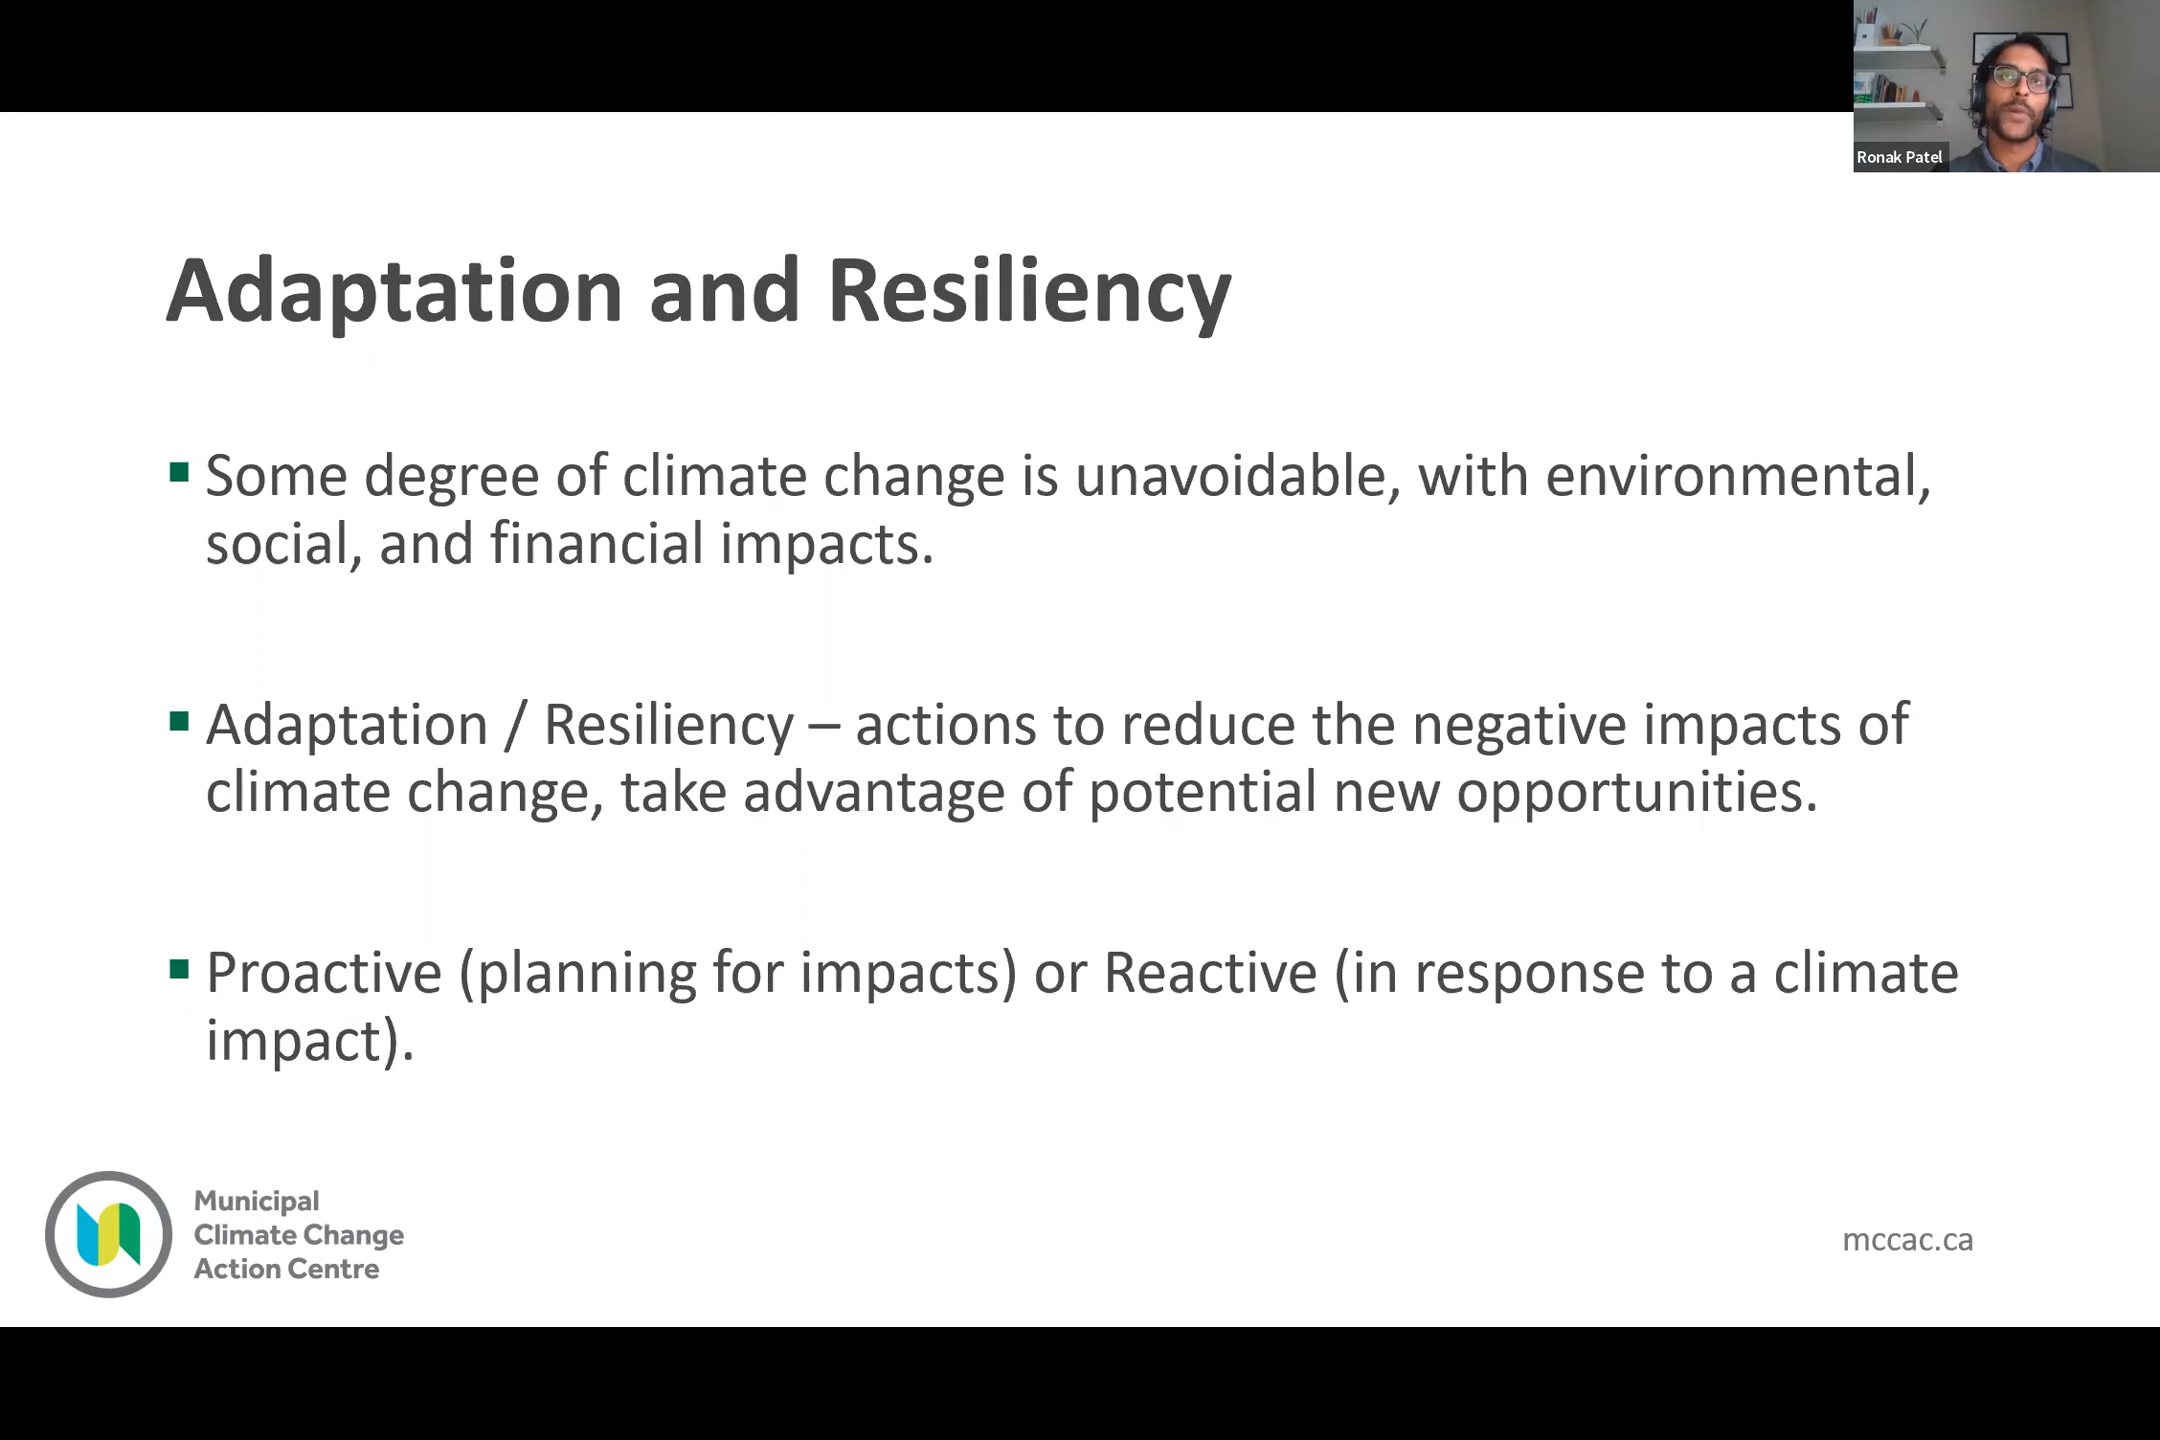 Ronak Patel
Adaptation and Resiliency
▪ Some degree of climate change is unavoidable, with environmental,
social, and financial impacts.
▪ Adaptation / Resiliency – actions to reduce the negative impacts of
climate change, take advantage of potential new opportunities.
▪ Proactive (planning for impacts) or Reactive (in response to a climate
impact).
Municipal
Climate Change
Action Centre
mccac.ca